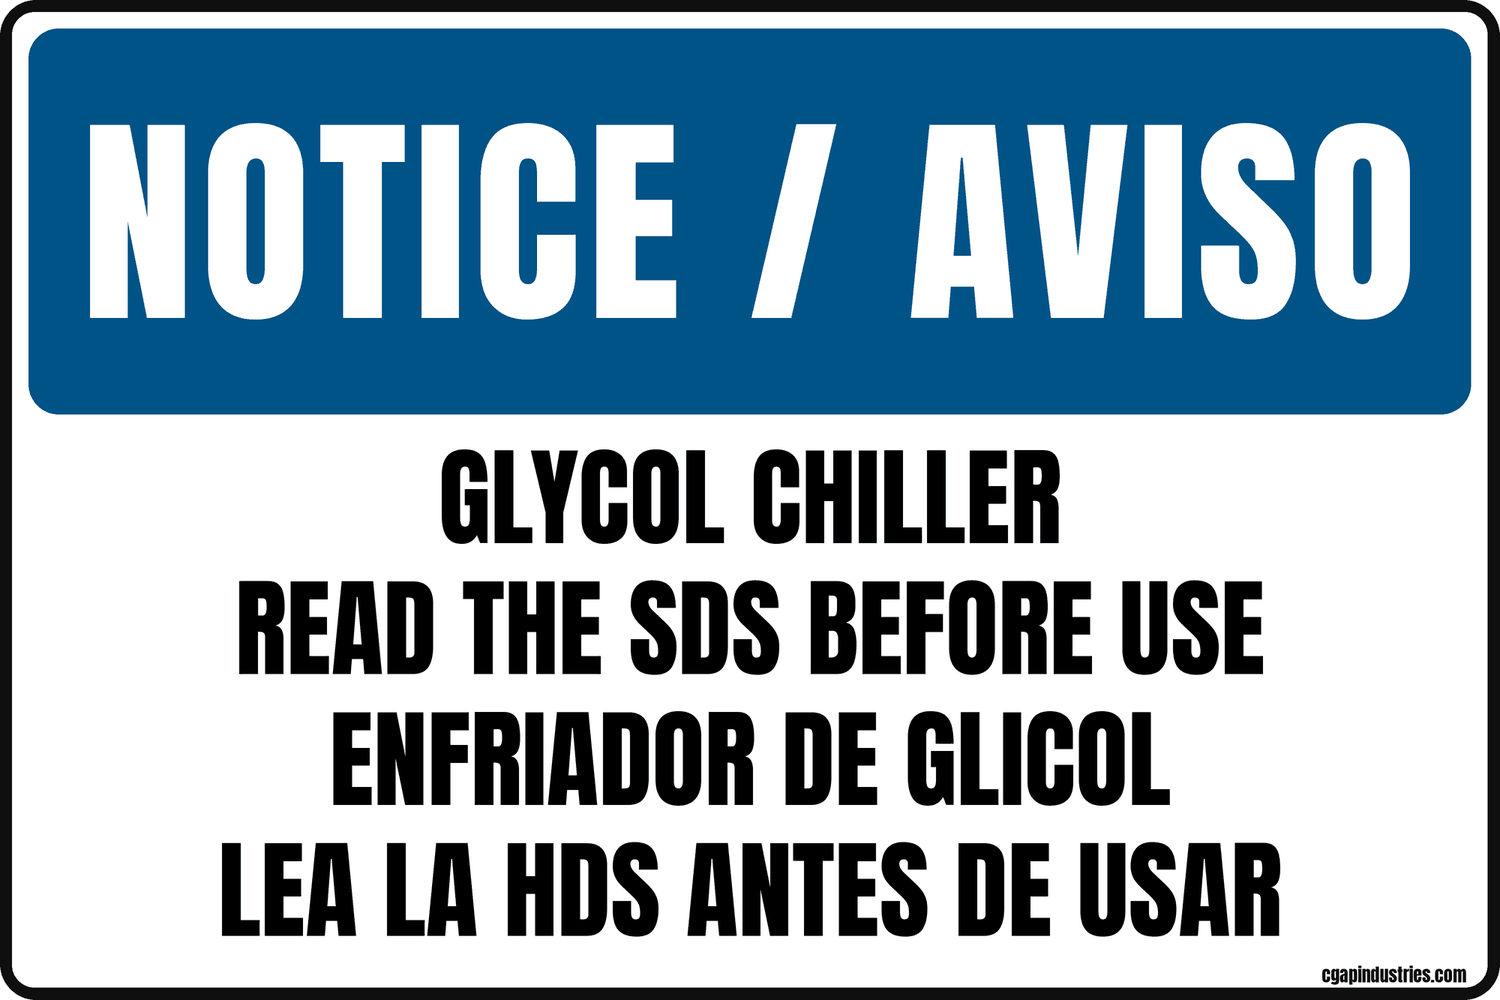 NOTICE / AVISO
GLYCOL CHILLER
READ THE SDS BEFORE USE
ENFRIADOR DE GLICOL
LEA LA HDS ANTES DE USAR
cgapindustries.com